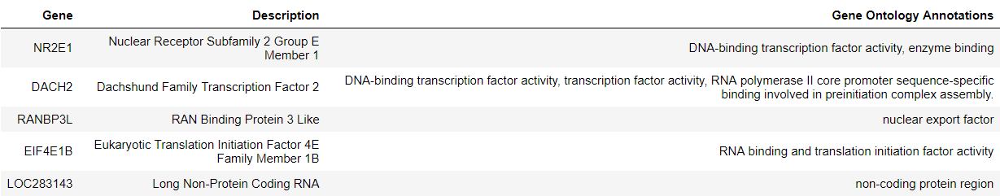 Gene Description Gene Ontology Annotations
NR2E1 Nuclear Receptor Subfamily 2 Group E
Member 1 DNA-binding transcription factor activity, enzyme binding
DACH2 Dachshund Family Transcription Factor 2 DNA-binding transcription factor activity, transcription factor activity, RNA polymerase II core promoter sequence-specific
binding involved in preinitiation complex assembly.
RANBP3L RAN Binding Protein 3 Like nuclear export factor
EIF4E1B Eukaryotic Translation Initiation Factor 4E
Family Member 1B RNA binding and translation initiation factor activity
LOC283143 Long Non-Protein Coding RNA non-coding protein region